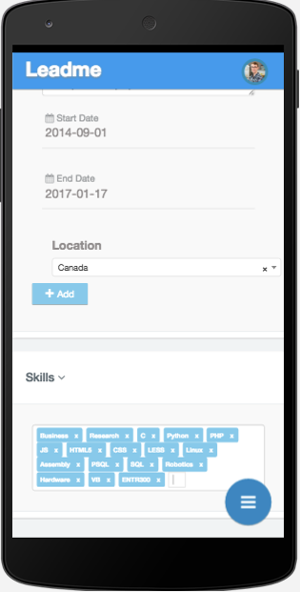 Leadme
Start Date
2014-09-01
End Date
2017-01-17
Location
Canada x
+ Add
Skills
Business x Research x C x Python x PHP x
JS x HTML5 x CSS x LESS x Linux x
Assembly x PSQL x SQL x Robotics x
Hardware x VB x ENTR300 x